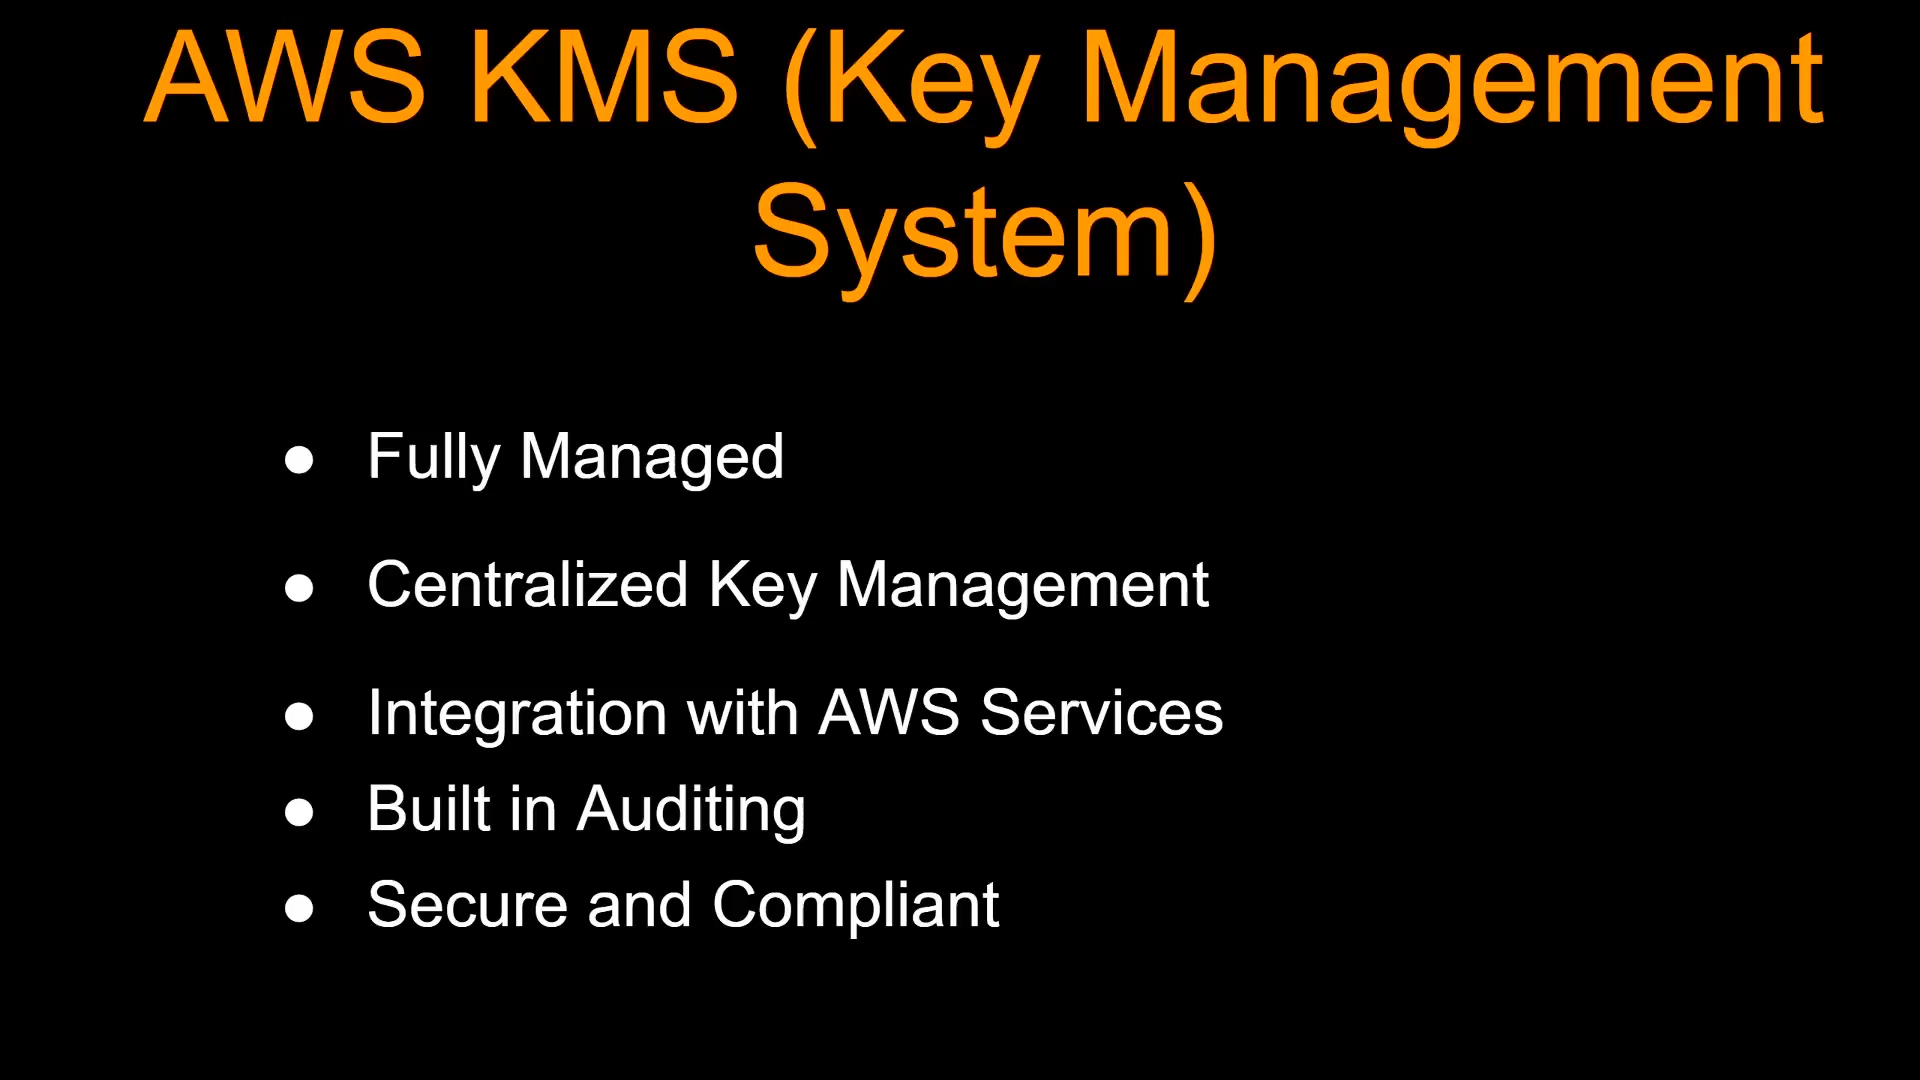 AWS KMS (Key Management
System)
● Fully Managed
● Centralized Key Management
● Integration with AWS Services
● Built in Auditing
● Secure and Compliant